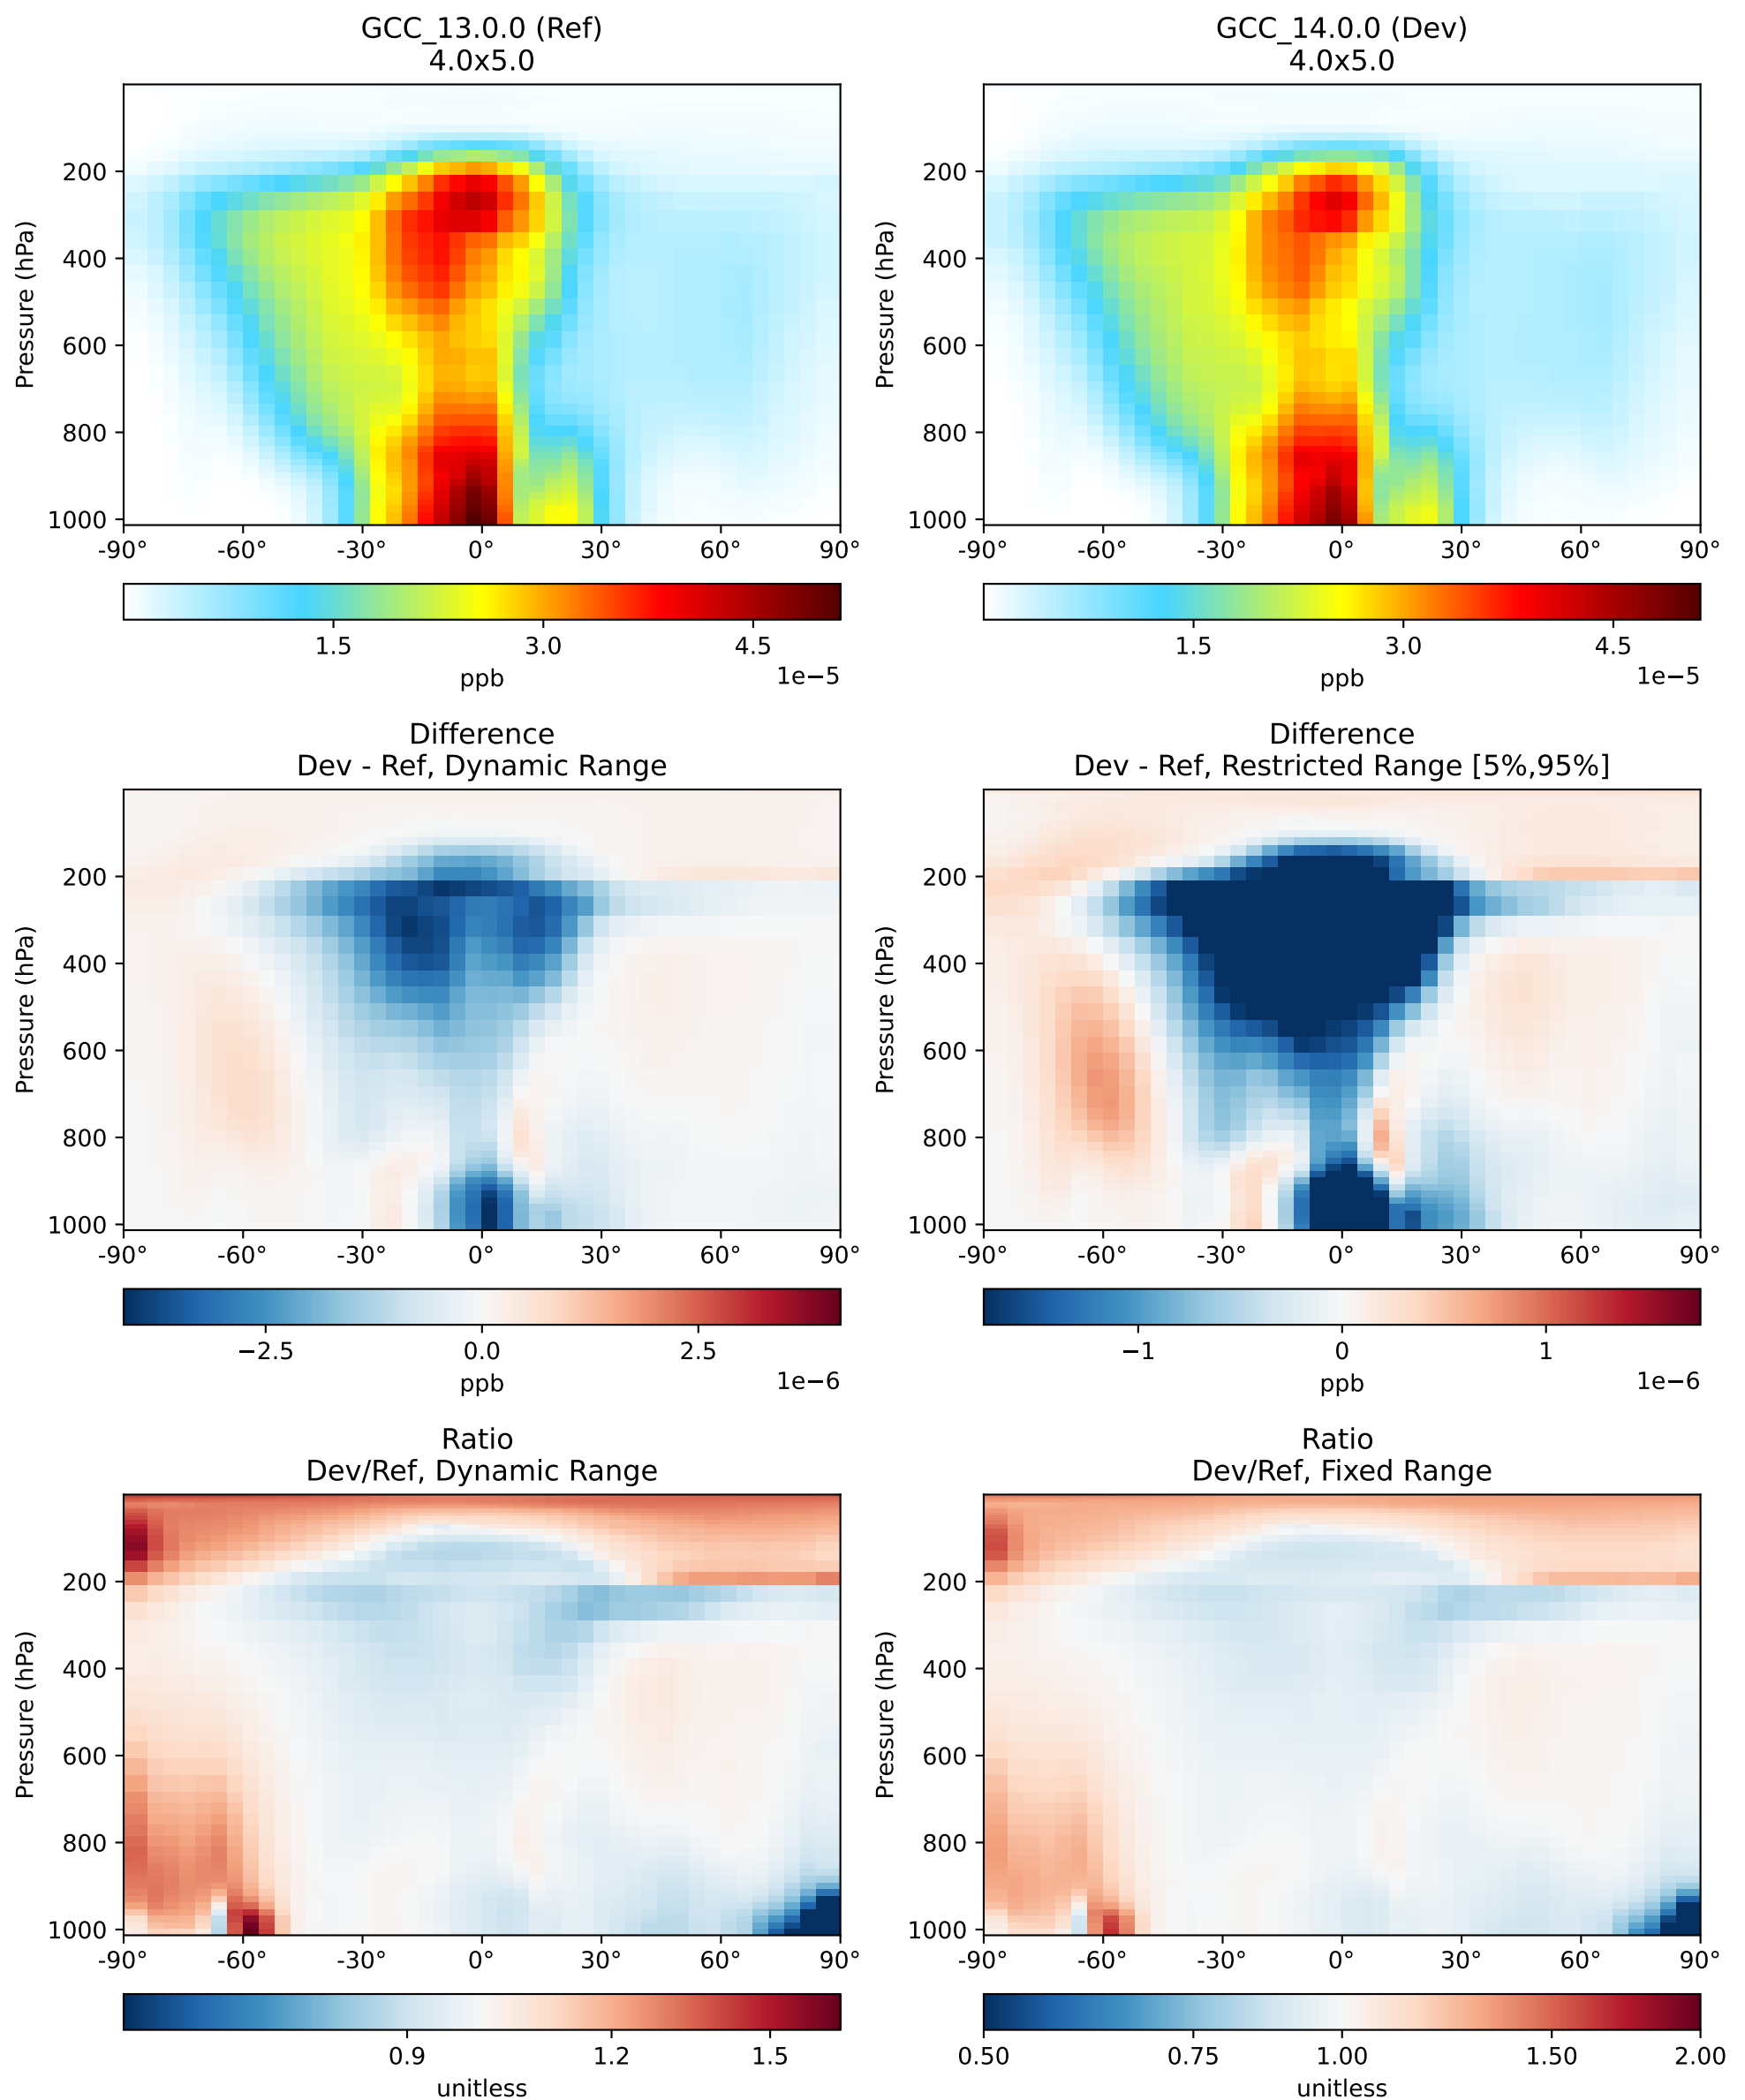 GCC_13.0.0 (Ref)
4.0x5.0
Pressure (hPa)
200
400
600
800
1000
-90° -60° -30° 0° 30° 60° 90°
1.5 3.0 4.5
1e−5
ppb
GCC_14.0.0 (Dev)
4.0x5.0
Pressure (hPa)
200
400
600
800
1000
-90° -60° -30° 0° 30° 60° 90°
1.5 3.0 4.5
1e−5
ppb
Difference
Dev - Ref, Dynamic Range
Pressure (hPa)
200
400
600
800
1000
-90° -60° -30° 0° 30° 60° 90°
−2.5 0.0 2.5
1e−6
ppb
Difference
Dev - Ref, Restricted Range [5%,95%]
Pressure (hPa)
200
400
600
800
1000
-90° -60° -30° 0° 30° 60° 90°
−1 0 1
1e−6
ppb
Ratio
Dev/Ref, Dynamic Range
Pressure (hPa)
200
400
600
800
1000
-90° -60° -30° 0° 30° 60° 90°
0.9 1.2 1.5
unitless
Ratio
Dev/Ref, Fixed Range
Pressure (hPa)
200
400
600
800
1000
-90° -60° -30° 0° 30° 60° 90°
0.50 0.75 1.00 1.50 2.00
unitless